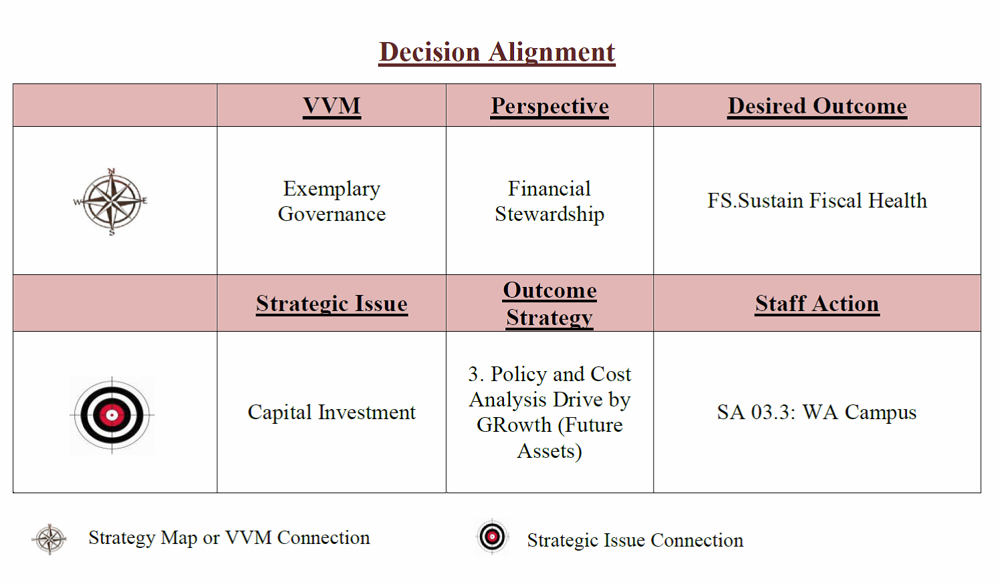 Decision Alignment
VVM
Perspective
Desired Outcome
N
W
E
S
Exemplary
Governance
Financial
Stewardship
FS.Sustain Fiscal Health
Strategic Issue
Outcome
Strategy
Staff Action
Capital Investment
3. Policy and Cost
Analysis Drive by
GRowth (Future
Assets)
SA 03.3: WA Campus
Strategy Map or VVM Connection
Strategic Issue Connection